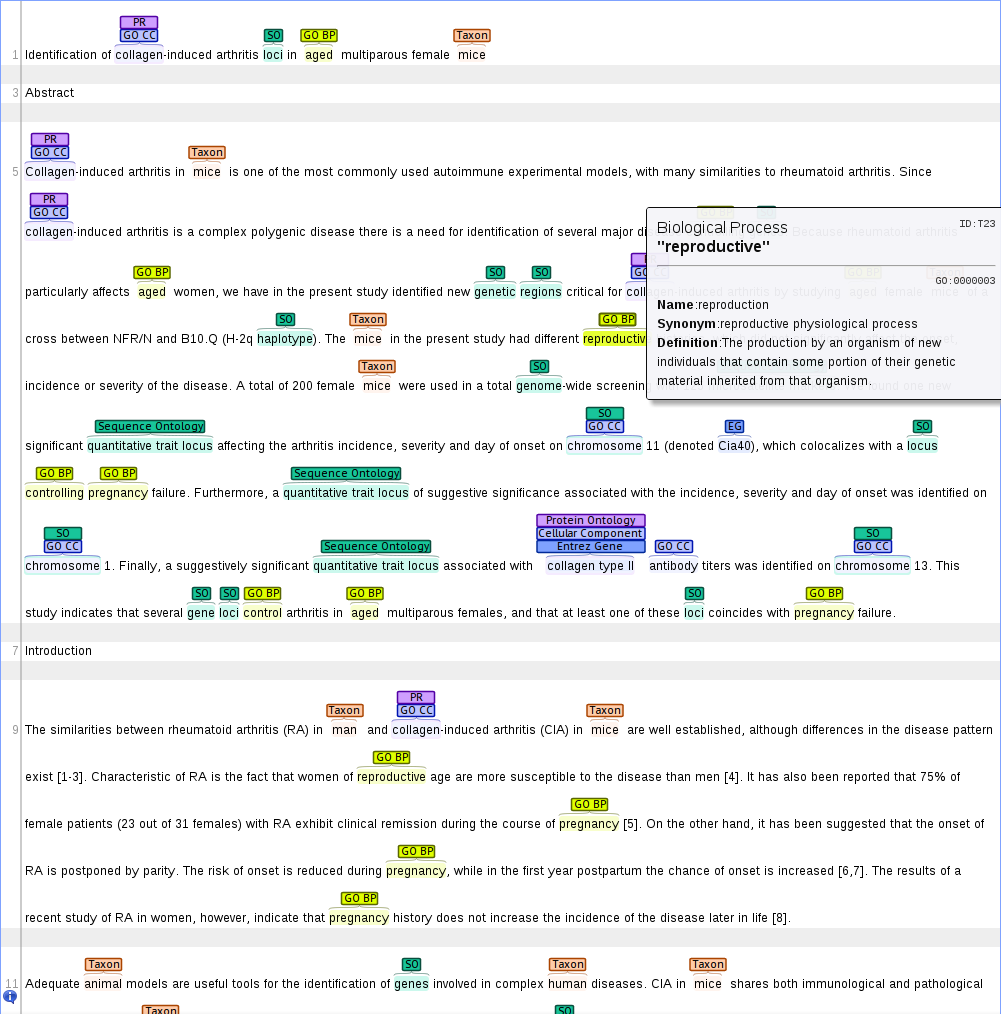 PR
GO CC SO GO BP Taxon
1 Identification of collagen-induced arthritis loci in aged multiparous female mice
3 Abstract
PR
GO CC Taxon
5 Collagen-induced arthritis in mice is one of the most commonly used autoimmune experimental models, with many similarities to rheumatoid arthritis. Since
PR
GO CC GO BP SO
collagen-induced arthritis is a complex polygenic disease there is a need for identification of several major dis Because rheumatoid arthritis
Biological Process ID:T23
"reproductive"
GO:0000003
Name:reproduction
Synonym:reproductive physiological process
Definition:The production by an organism of new
individuals that contain some portion of their genetic
material inherited from that organism.
GO BP SO SO GO BP
particularly affects aged women, we have in the present study identified new genetic regions critical for collagen-induced arthritis by studying aged female mice of a
SO Taxon GO BP
cross between NFR/N and B10.Q (H-2q haplotype). The mice in the present study had different reproductiv
Taxon SO
incidence or severity of the disease. A total of 200 female mice were used in a total genome-wide screening found one new
SO
Sequence Ontology GO CC EG SO
significant quantitative trait locus affecting the arthritis incidence, severity and day of onset on chromosome 11 (denoted Cia40), which colocalizes with a locus
GO BP GO BP Sequence Ontology
controlling pregnancy failure. Furthermore, a quantitative trait locus of suggestive significance associated with the incidence, severity and day of onset was identified on
Protein Ontology
SO Cellular Component SO
GO CC Sequence Ontology Entrez Gene GO CC GO CC
chromosome 1. Finally, a suggestively significant quantitative trait locus associated with collagen type II antibody titers was identified on chromosome 13. This
SO SO GO BP GO BP SO GO BP
study indicates that several gene loci control arthritis in aged multiparous females, and that at least one of these loci coincides with pregnancy failure.
7 Introduction
PR
Taxon GO CC Taxon
9 The similarities between rheumatoid arthritis (RA) in man and collagen-induced arthritis (CIA) in mice are well established, although differences in the disease pattern
GO BP
exist [1-3]. Characteristic of RA is the fact that women of reproductive age are more susceptible to the disease than men [4]. It has also been reported that 75% of
GO BP
female patients (23 out of 31 females) with RA exhibit clinical remission during the course of pregnancy [5]. On the other hand, it has been suggested that the onset of
GO BP
RA is postponed by parity. The risk of onset is reduced during pregnancy, while in the first year postpartum the chance of onset is increased [6,7]. The results of a
GO BP
recent study of RA in women, however, indicate that pregnancy history does not increase the incidence of the disease later in life [8].
Taxon SO Taxon Taxon
11 Adequate animal models are useful tools for the identification of genes involved in complex human diseases. CIA in mice shares both immunological and pathological
Taxon SO